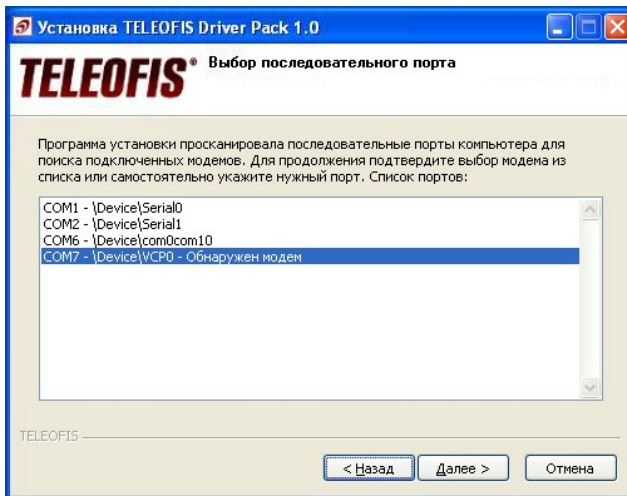 Установка TELEOFIS Driver Pack 1.0
TELEOFIS®
Выбор последовательного порта
Программа установки просканировала последовательные порты компьютера для
поиска подключенных модемов. Для продолжения подтвердите выбор модема из
списка или самостоятельно укажите нужный порт. Список портов:
COM1 - \Device\Serial0
COM2 - \Device\Serial1
COM6 - \Device\com0com10
COM7 - \Device\VCP0 - Обнаружен модем
TELEOFIS
< Назад
Далее >
Отмена